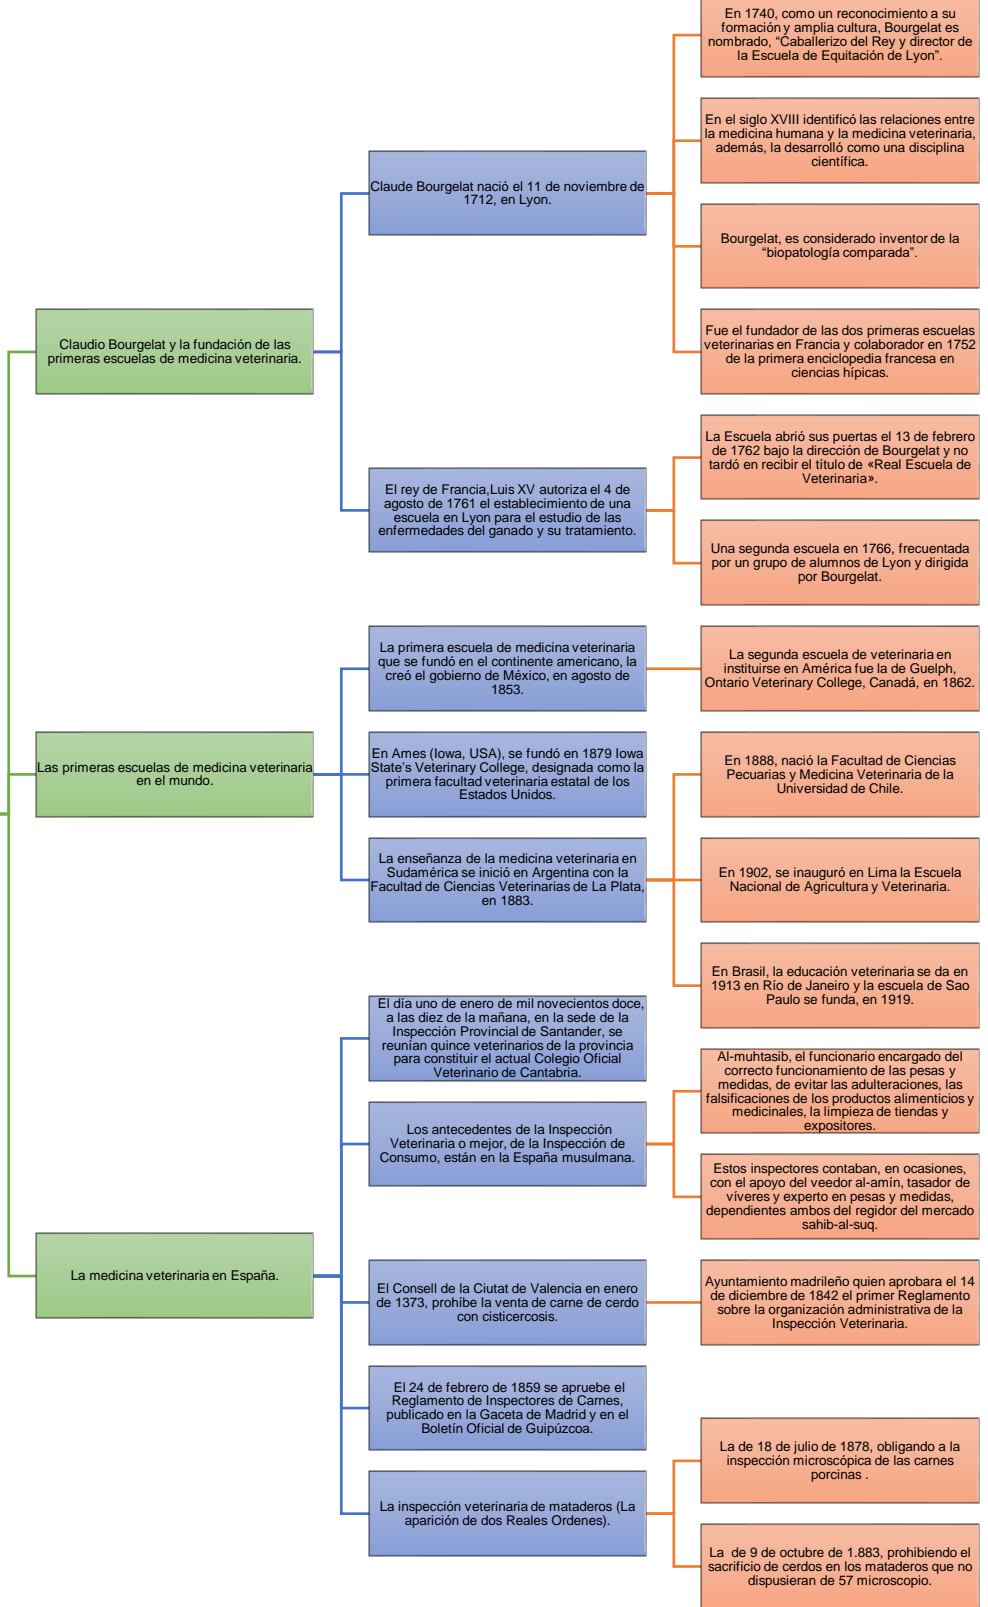 Claudio Bourgelat y la fundación de las
primeras escuelas de medicina veterinaria.
Claude Bourgelat nació el 11 de noviembre de
1712, en Lyon.
En 1740, como un reconocimiento a su
formación y amplia cultura, Bourgelat es
nombrado, “Caballerizo del Rey y director de
la Escuela de Equitación de Lyon”.
En el siglo XVIII identificó las relaciones entre
la medicina humana y la medicina veterinaria,
además, la desarrolló como una disciplina
científica.
Bourgelat, es considerado inventor de la
“biopatología comparada”.
Fue el fundador de las dos primeras escuelas
veterinarias en Francia y colaborador en 1752
de la primera enciclopedia francesa en
ciencias hípicas.
El rey de Francia,Luis XV autoriza el 4 de
agosto de 1761 el establecimiento de una
escuela en Lyon para el estudio de las
enfermedades del ganado y su tratamiento.
La Escuela abrió sus puertas el 13 de febrero
de 1762 bajo la dirección de Bourgelat y no
tardó en recibir el título de «Real Escuela de
Veterinaria».
Una segunda escuela en 1766, frecuentada
por un grupo de alumnos de Lyon y dirigida
por Bourgelat.
Las primeras escuelas de medicina veterinaria
en el mundo.
La primera escuela de medicina veterinaria
que se fundó en el continente americano, la
creó el gobierno de México, en agosto de
1853.
La segunda escuela de veterinaria en
instituirse en América fue la de Guelph,
Ontario Veterinary College, Canadá, en 1862.
En Ames (Iowa, USA), se fundó en 1879 Iowa
State’s Veterinary College, designada como la
primera facultad veterinaria estatal de los
Estados Unidos.
La enseñanza de la medicina veterinaria en
Sudamérica se inició en Argentina con la
Facultad de Ciencias Veterinarias de La Plata,
en 1883.
En 1888, nació la Facultad de Ciencias
Pecuarias y Medicina Veterinaria de la
Universidad de Chile.
En 1902, se inauguró en Lima la Escuela
Nacional de Agricultura y Veterinaria.
En Brasil, la educación veterinaria se da en
1913 en Río de Janeiro y la escuela de Sao
Paulo se funda, en 1919.
La medicina veterinaria en España.
El día uno de enero de mil novecientos doce,
a las diez de la mañana, en la sede de la
Inspección Provincial de Santander, se
reunían quince veterinarios de la provincia
para constituir el actual Colegio Oficial
Veterinario de Cantabria.
Los antecedentes de la Inspección
Veterinaria o mejor, de la Inspección de
Consumo, están en la España musulmana.
Al-muhtasib, el funcionario encargado del
correcto funcionamiento de las pesas y
medidas, de evitar las adulteraciones, las
falsificaciones de los productos alimenticios y
medicinales, la limpieza de tiendas y
expositores.
Estos inspectores contaban, en ocasiones,
con el apoyo del veedor al-amín, tasador de
víveres y experto en pesas y medidas,
dependientes ambos del regidor del mercado
sahib-al-suq.
El Consell de la Ciutat de Valencia en enero
de 1373, prohíbe la venta de carne de cerdo
con cisticercosis.
Ayuntamiento madrileño quien aprobara el 14
de diciembre de 1842 el primer Reglamento
sobre la organización administrativa de la
Inspección Veterinaria.
El 24 de febrero de 1859 se apruebe el
Reglamento de Inspectores de Carnes,
publicado en la Gaceta de Madrid y en el
Boletín Oficial de Guipúzcoa.
La inspección veterinaria de mataderos (La
aparición de dos Reales Ordenes).
La de 18 de julio de 1878, obligando a la
inspección microscópica de las carnes
porcinas .
La de 9 de octubre de 1.883, prohibiendo el
sacrificio de cerdos en los mataderos que no
dispusieran de 57 microscopio.